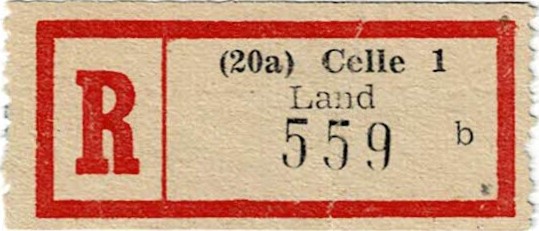 R
(20a) Celle 1
Land
559 b